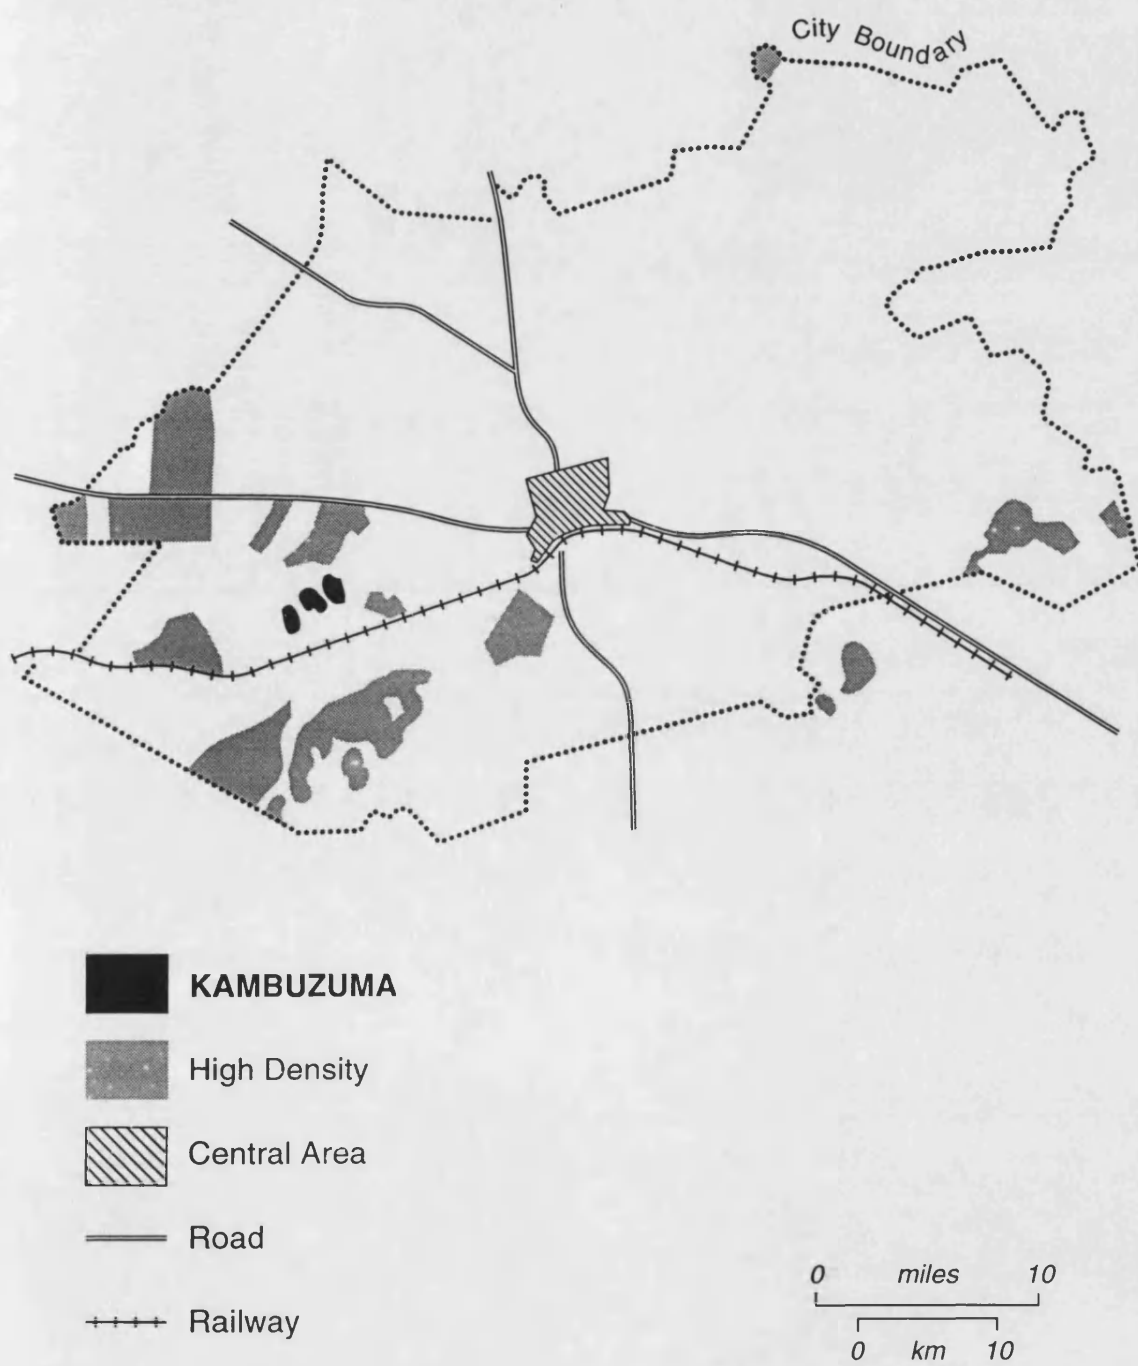 City Boundary
KAMBUZUMA
High Density
Central Area
Road
Railway
0 miles 10
0 km 10